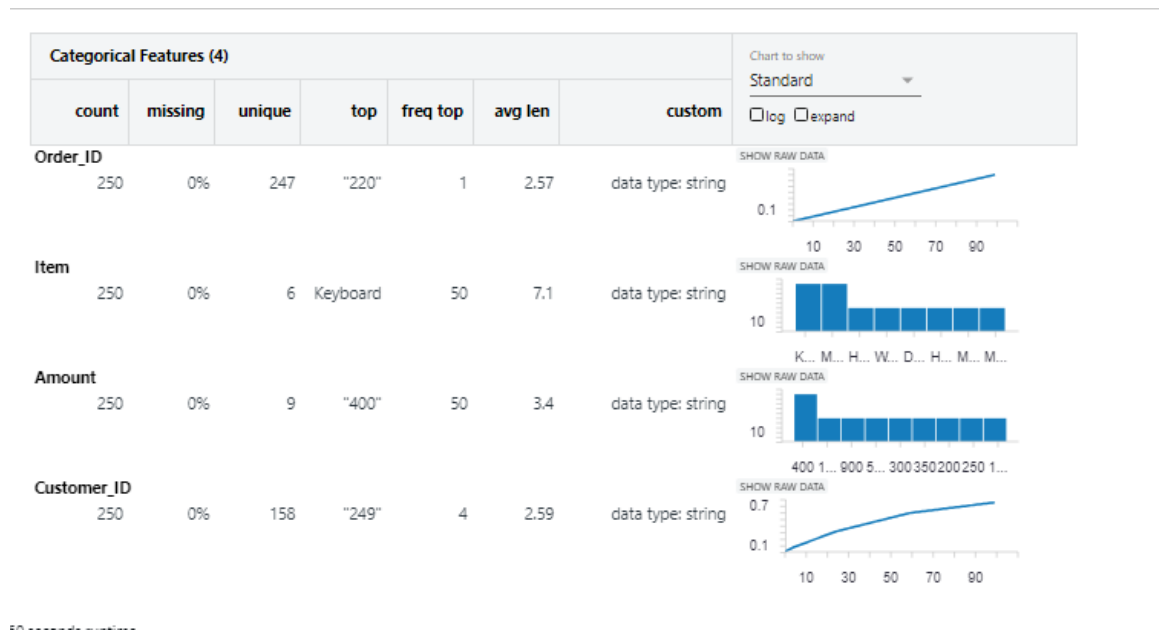 Categorical Features (4)
Chart to show
Standard
count missing unique top freq top avg len custom
log expand
Order_ID
SHOW RAW DATA
250 0% 247 "220" 1 2.57 data type: string
0.1
10 30 50 70 90
Item
SHOW RAW DATA
250 0% 6 Keyboard 50 7.1 data type: string
10
K... M... H... W... D... H... M... M...
Amount
SHOW RAW DATA
250 0% 9 "400" 50 3.4 data type: string
10
400 1... 900 5... 300 350 200 250 1...
Customer_ID
SHOW RAW DATA
250 0% 158 "249" 4 2.59 data type: string
0.7
0.1
10 30 50 70 90